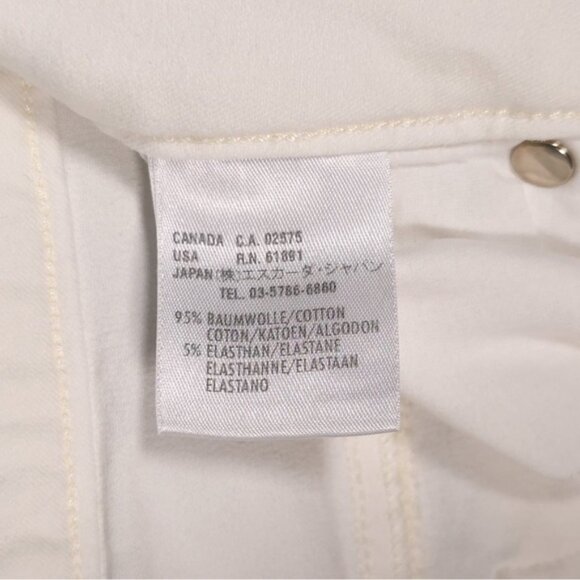 CANADA C.A. 02575
USA R.N. 61891
JAPAN (株)エスカーダ・ジャパン
TEL. 03-5786-6860
95% BAUMWOLLE/COTTON
COTON/KATOEN/ALGODON
5% ELASTHAN/ELASTANE
ELASTHANNE/ELASTAAN
ELASTANO